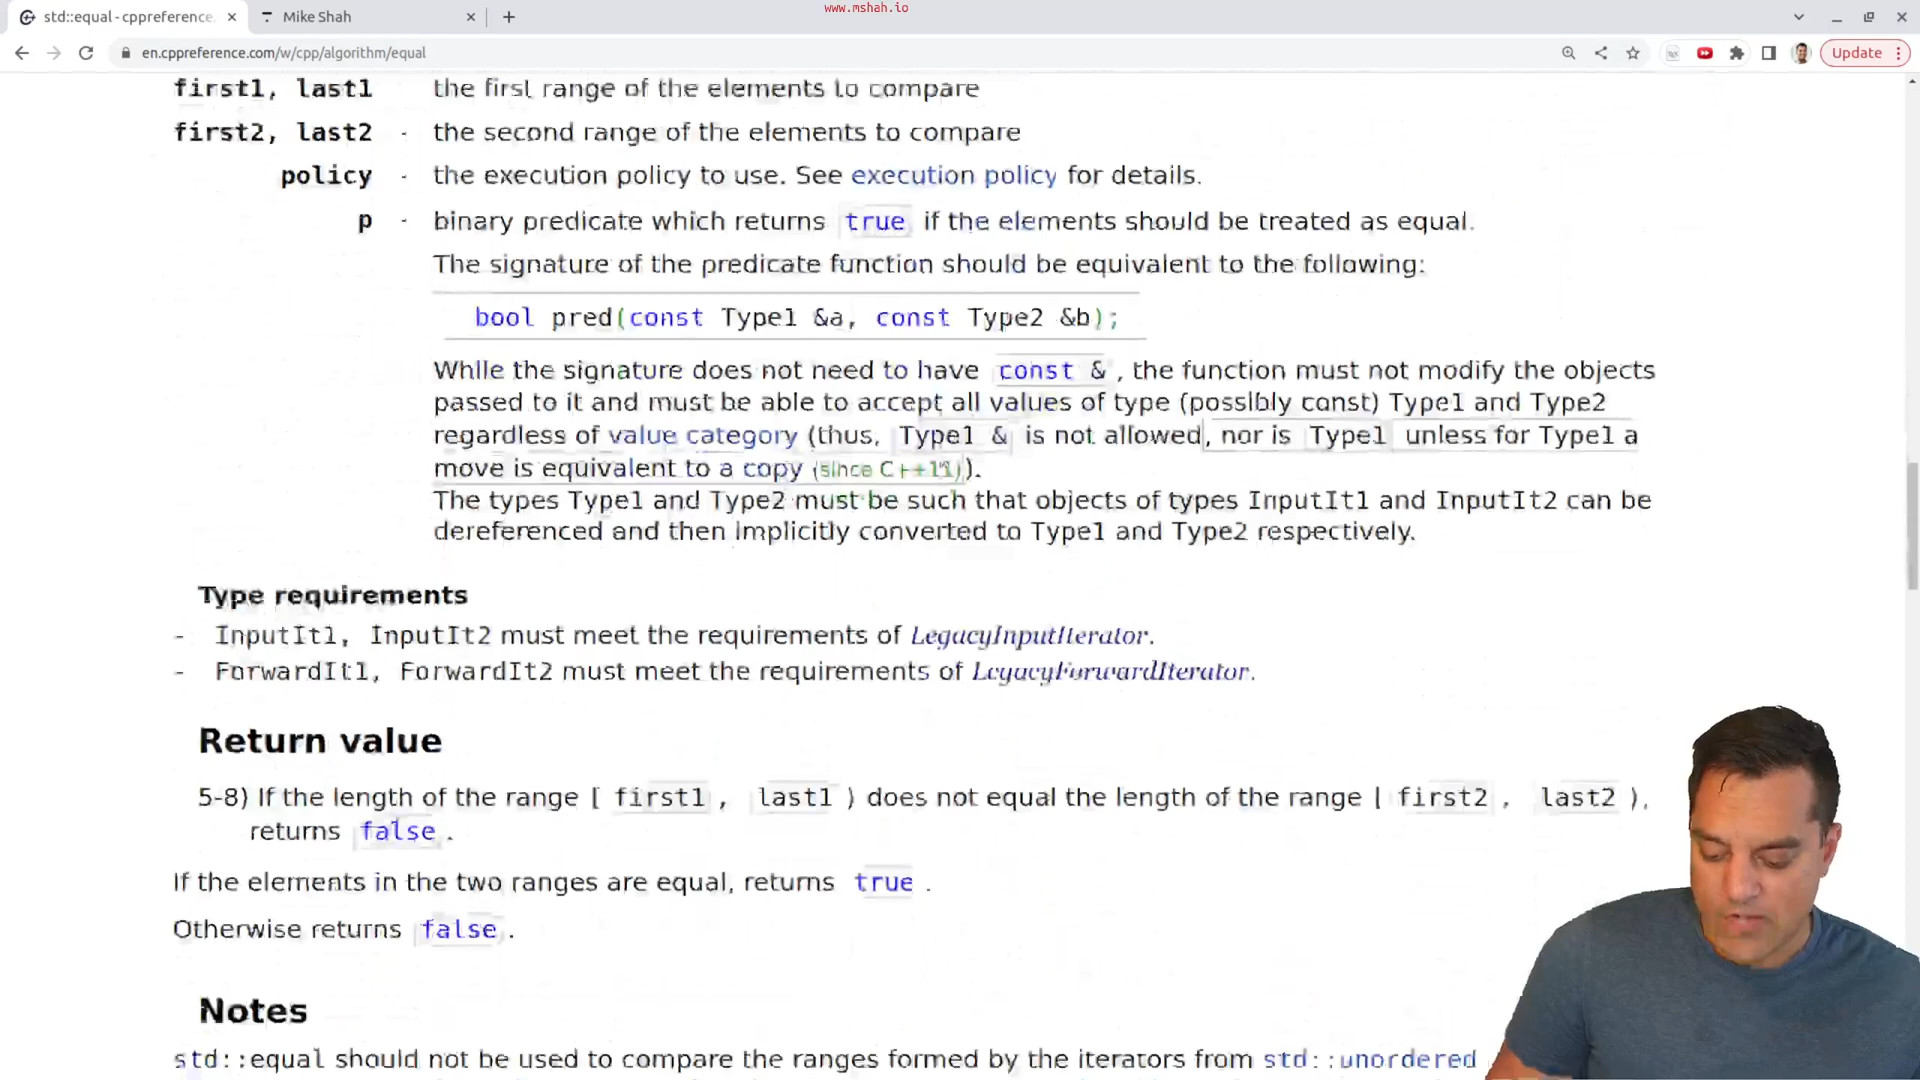 www.mshah.io
std::equal - cppreference.
Mike Shah
en.cppreference.com/w/cpp/algorithm/equal
Update
first1, last1 the first range of the elements to compare
first2, last2 - the second range of the elements to compare
policy - the execution policy to use. See execution policy for details.
p - binary predicate which returns true if the elements should be treated as equal.
The signature of the predicate function should be equivalent to the following:
bool pred(const Type1 &a, const Type2 &b);
While the signature does not need to have const &, the function must not modify the objects
passed to it and must be able to accept all values of type (possibly const) Type1 and Type2
regardless of value category (thus, Type1 & is not allowed, nor is Type1 unless for Type1 a
move is equivalent to a copy (since C++11)).
The types Type1 and Type2 must be such that objects of types InputIt1 and InputIt2 can be
dereferenced and then implicitly converted to Type1 and Type2 respectively.
Type requirements
- InputIt1, InputIt2 must meet the requirements of LegacyInputIterator.
- ForwardIt1, ForwardIt2 must meet the requirements of LegacyForwardIterator.
Return value
5-8) If the length of the range [ first1 , last1 ) does not equal the length of the range [ first2 , last2 ),
returns false .
If the elements in the two ranges are equal, returns true .
Otherwise returns false .
Notes
std::equal should not be used to compare the ranges formed by the iterators from std::unordered